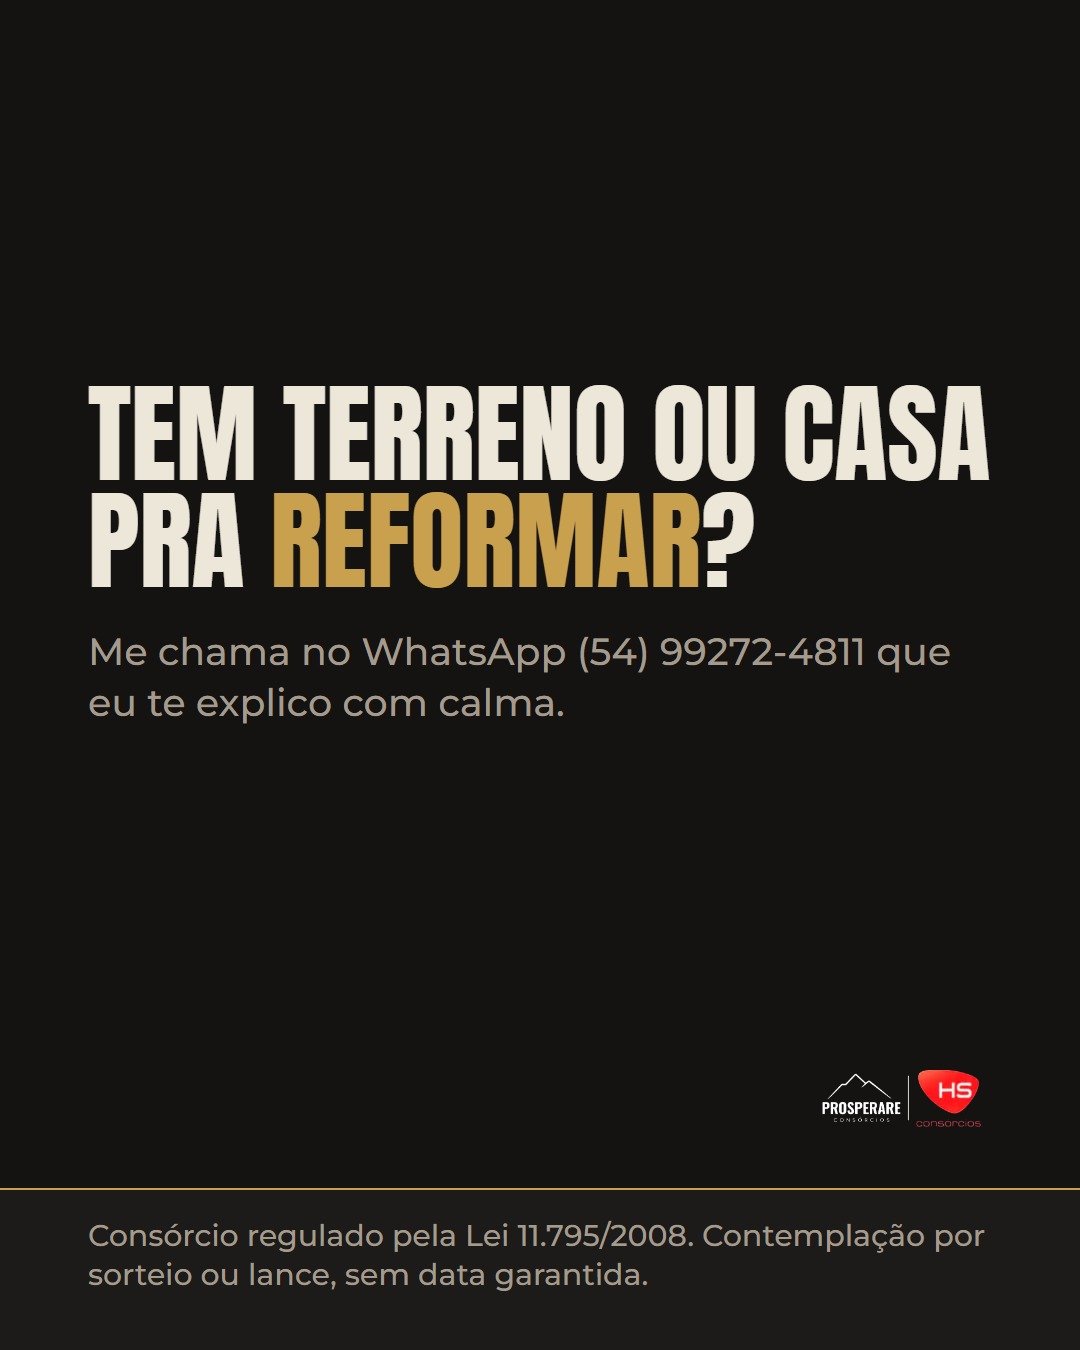 TEM TERRENO OU CASA
PRA REFORMAR?
Me chama no WhatsApp (54) 99272-4811 que
eu te explico com calma.
PROSPERARE
CONSÓRCIOS
HS
consórcios
Consórcio regulado pela Lei 11.795/2008. Contemplação por
sorteio ou lance, sem data garantida.